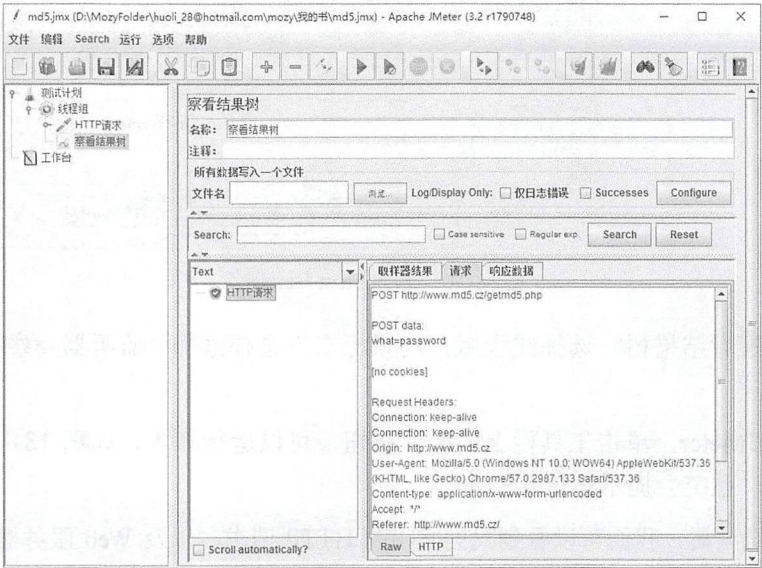 md5.jmx (D:\MozyFolder\huoli_28@hotmail.com\mozy\我的书\md5.jmx) - Apache JMeter (3.2 r1790748)
文件 编辑 Search 运行 选项 帮助
测试计划
线程组
HTTP请求
察看结果树
工作台
察看结果树
名称： 察看结果树
注释：
所有数据写入一个文件
文件名 浏览... Log/Display Only: 仅日志错误 Successes Configure
Search: Case sensitive Regular exp. Search Reset
Text
HTTP请求
取样器结果 请求 响应数据
POST http://www.md5.cz/getmd5.php
POST data:
what=password
[no cookies]
Request Headers:
Connection: keep-alive
Connection: keep-alive
Origin: http://www.md5.cz
User-Agent: Mozilla/5.0 (Windows NT 10.0; WOW64) AppleWebKit/537.36
(KHTML, like Gecko) Chrome/57.0.2987.133 Safari/537.36
Content-type: application/x-www-form-urlencoded
Accept: */*
Referer: http://www.md5.cz/
Scroll automatically?
Raw HTTP